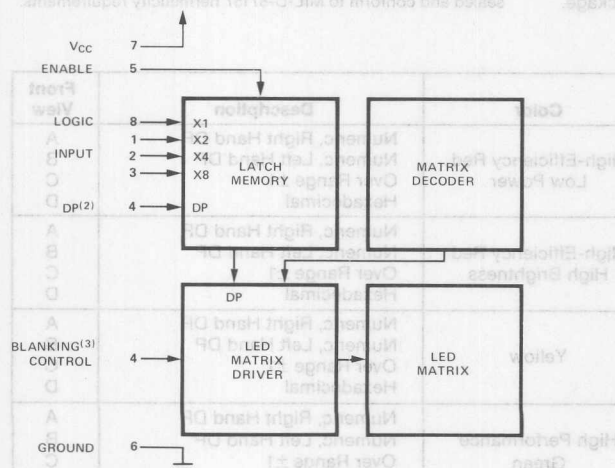 package. sealed and conform to MIL-D-87 for hermiticity requirements.
VCC 7
ENABLE 5
LOGIC 8 X1
1 X2
INPUT 2 X4
3 X8
DP(2) 4 DP
LATCH
MEMORY
MATRIX
DECODER
DP
BLANKING(3)
CONTROL 4
LED
MATRIX
DRIVER
LED
MATRIX
GROUND 6
Color
Description
Front
View
High-Efficiency Red
Low Power
Numeric, Right Hand DP
A
Numeric, Left Hand DP
B
Over Range ±1
C
Hexadecimal
D
High-Efficiency Red
High Brightness
Numeric, Right Hand DP
A
Numeric, Left Hand DP
B
Over Range ±1
C
Hexadecimal
D
Yellow
Numeric, Right Hand DP
A
Numeric, Left Hand DP
Over Range ±1
C
Hexadecimal
D
High Performance
Green
Numeric, Right Hand DP
A
Numeric, Left Hand DP
B
Over Range ±1
C